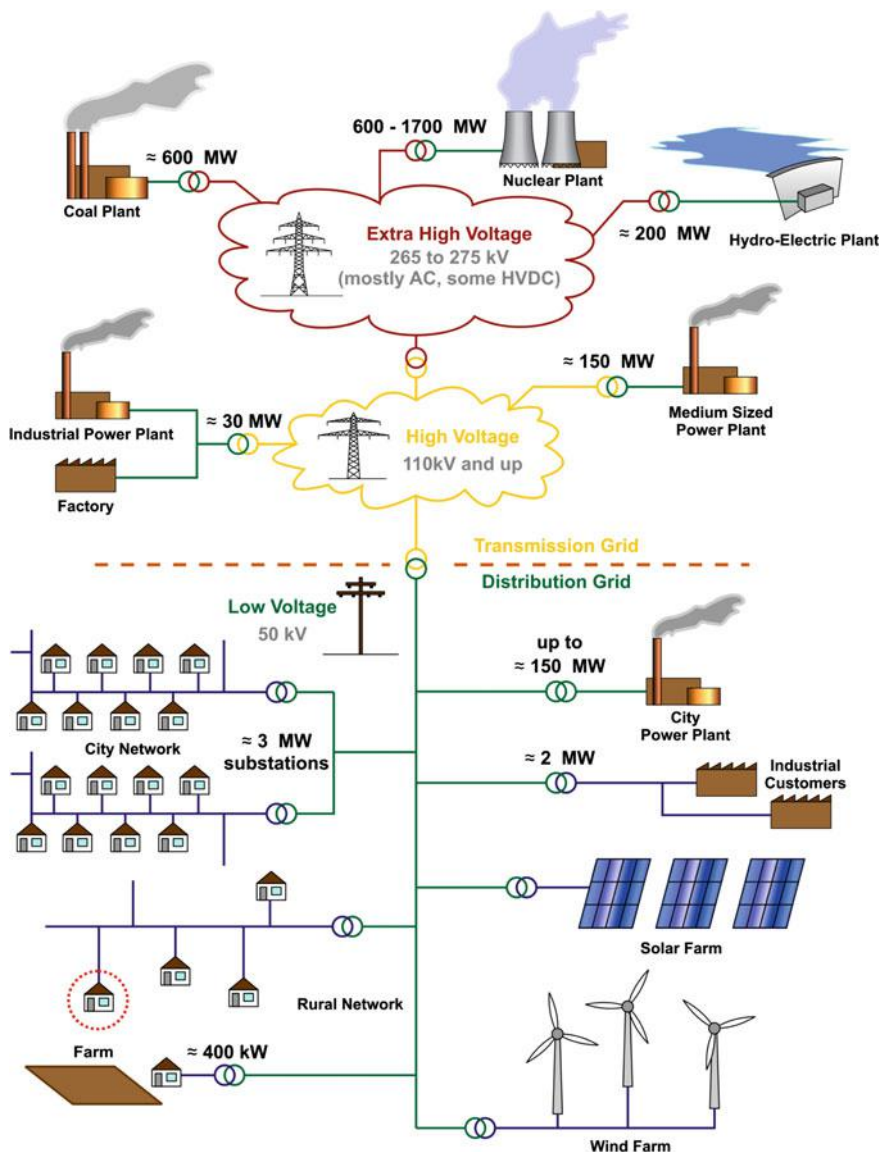 600 - 1700 MW
≈ 600 MW
Nuclear Plant
Coal Plant
≈ 200 MW
Hydro-Electric Plant
Extra High Voltage
265 to 275 kV
(mostly AC, some HVDC)
≈ 150 MW
Medium Sized
Power Plant
≈ 30 MW
Industrial Power Plant
Factory
High Voltage
110kV and up
Transmission Grid
Distribution Grid
Low Voltage
50 kV
up to
≈ 150 MW
City
Power Plant
City Network
≈ 3 MW
substations
≈ 2 MW
Industrial
Customers
Solar Farm
Rural Network
Farm
≈ 400 kW
Wind Farm